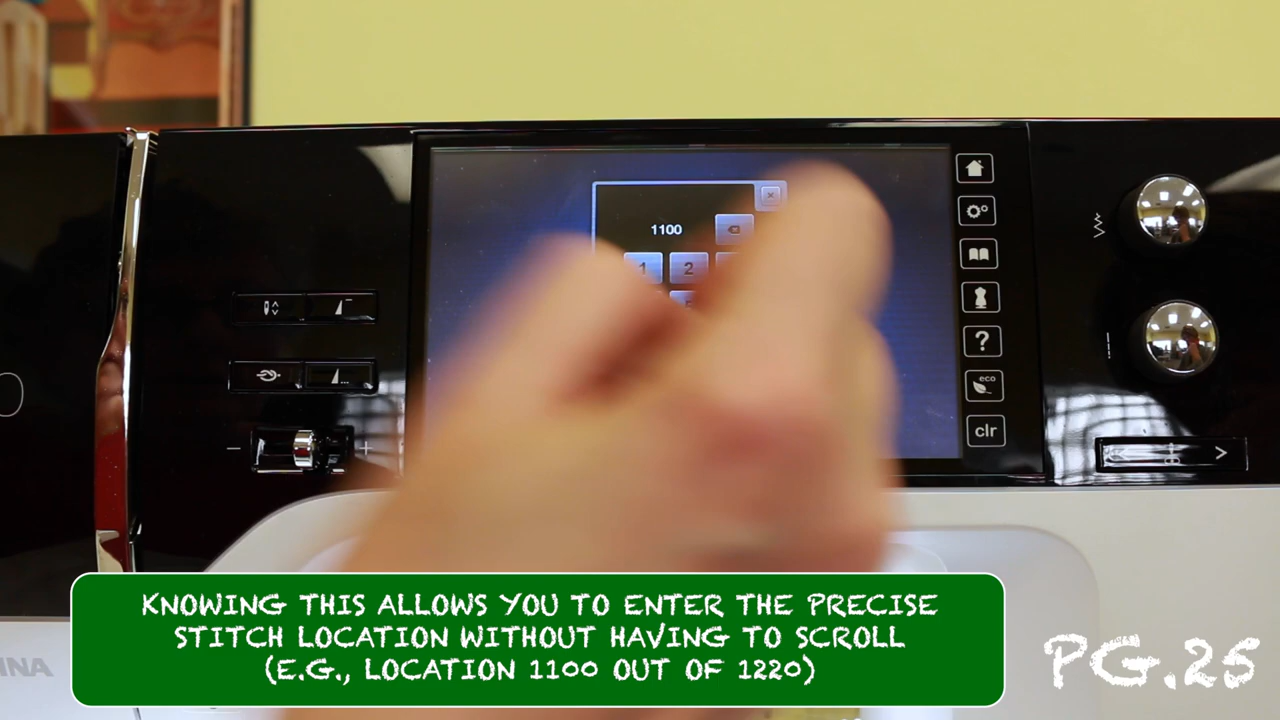 1100
1 2
?
eco
clr
- +
>
INA
KNOWING THIS ALLOWS YOU TO ENTER THE PRECISE
STITCH LOCATION WITHOUT HAVING TO SCROLL
(E.G., LOCATION 1100 OUT OF 1220)
PG.25